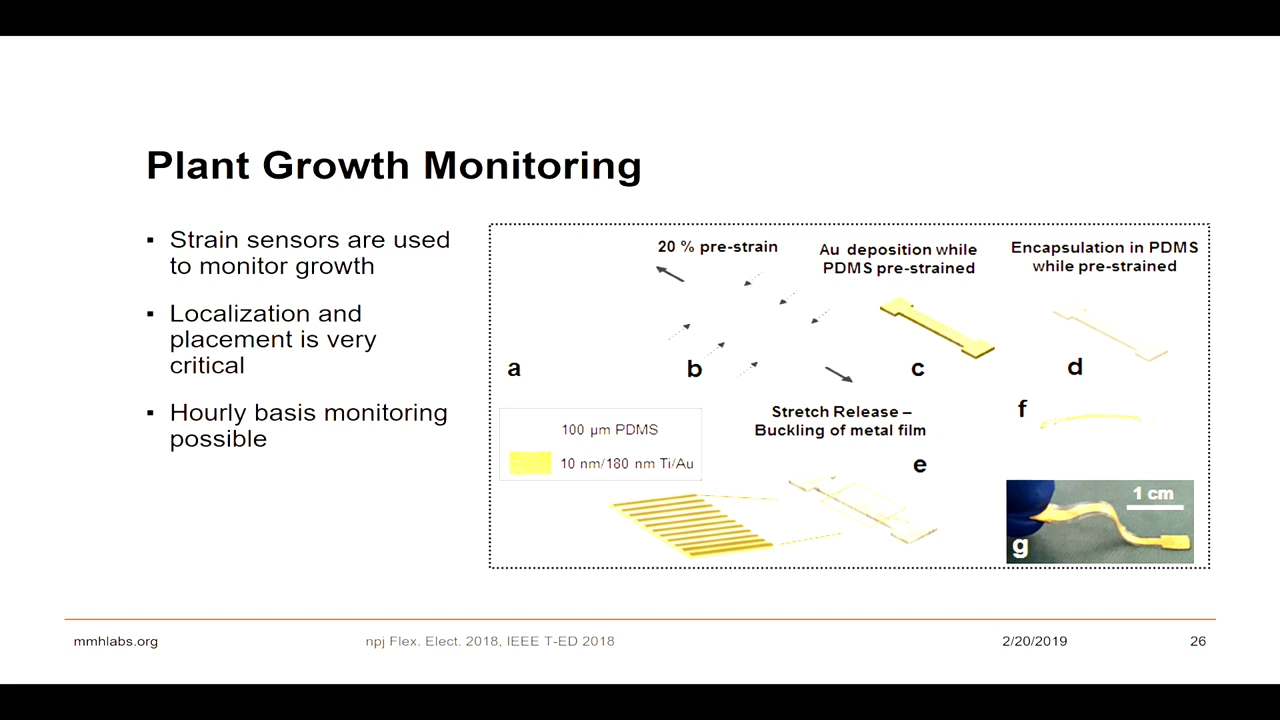 Plant Growth Monitoring
▪ Strain sensors are used
to monitor growth
▪ Localization and
placement is very
critical
▪ Hourly basis monitoring
possible
20 % pre-strain
Au deposition while
PDMS pre-strained
Encapsulation in PDMS
while pre-strained
a
b
c
d
100 µm PDMS
10 nm/180 nm Ti/Au
Stretch Release –
Buckling of metal film
e
f
1 cm
g
mmhlabs.org
npj Flex. Elect. 2018, IEEE T-ED 2018
2/20/2019
26